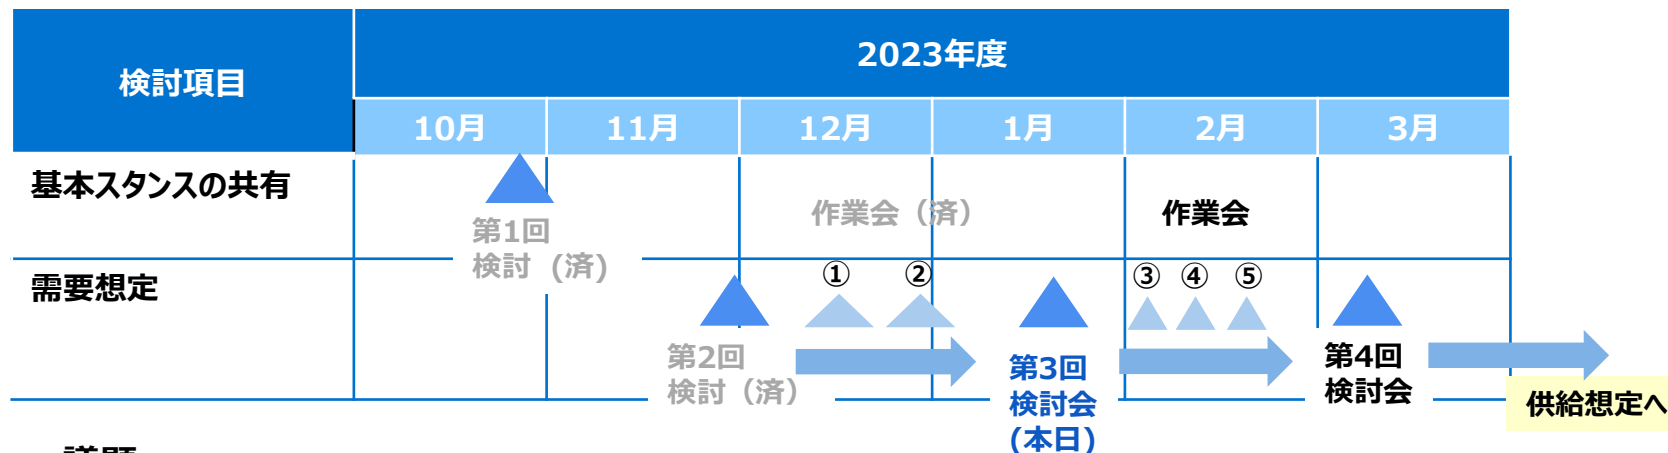 検討項目
2023年度
10月
11月
12月
1月
2月
3月
基本スタンスの共有
第1回
検討 (済)
作業会（済）
作業会
需要想定
①
②
③
④
⑤
第2回
検討（済）
第3回
検討会
(本日)
第4回
検討会
供給想定へ